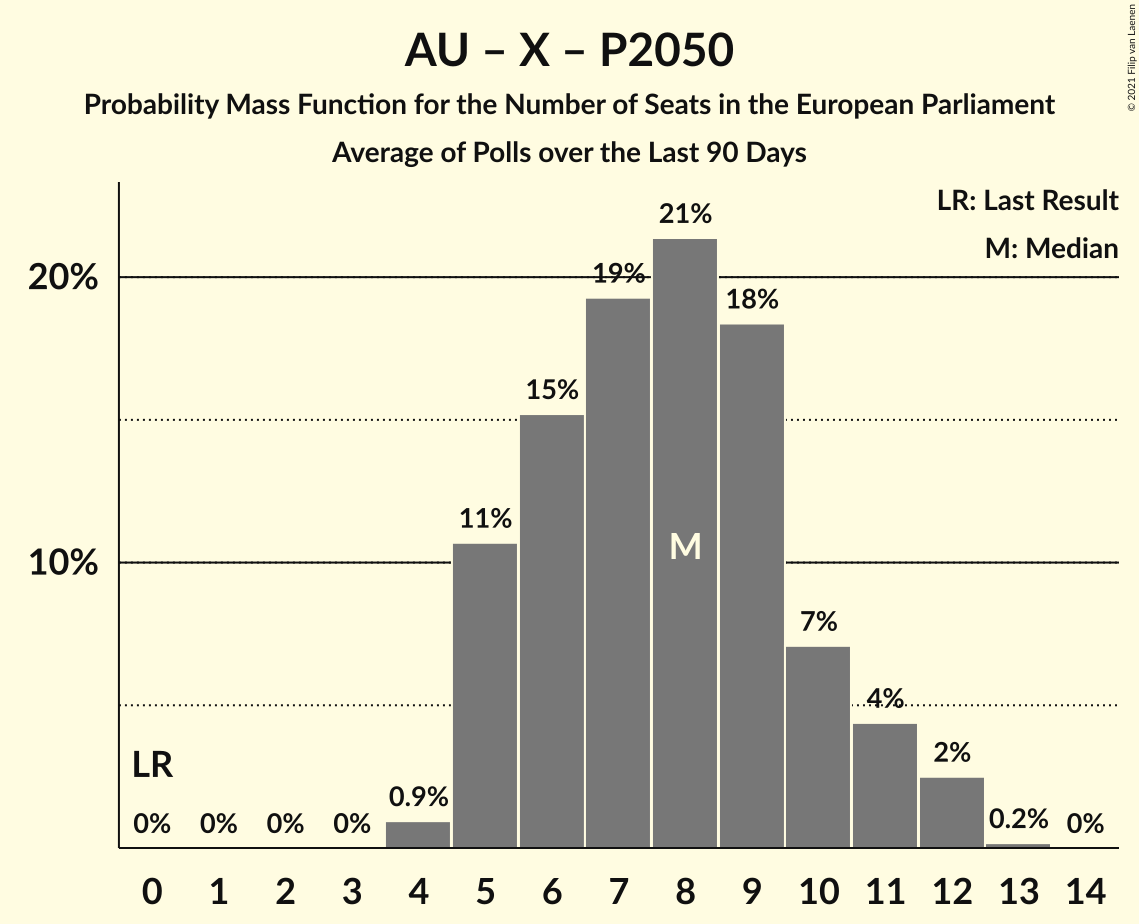 AU – X – P2050
Probability Mass Function for the Number of Seats in the European Parliament
Average of Polls over the Last 90 Days
© 2021 Filip van Laenen
LR: Last Result
M: Median
20%
10%
LR
0%
0%
0%
0%
0.9%
11%
15%
19%
21%
18%
7%
4%
2%
0.2%
0%
M
0 1 2 3 4 5 6 7 8 9 10 11 12 13 14